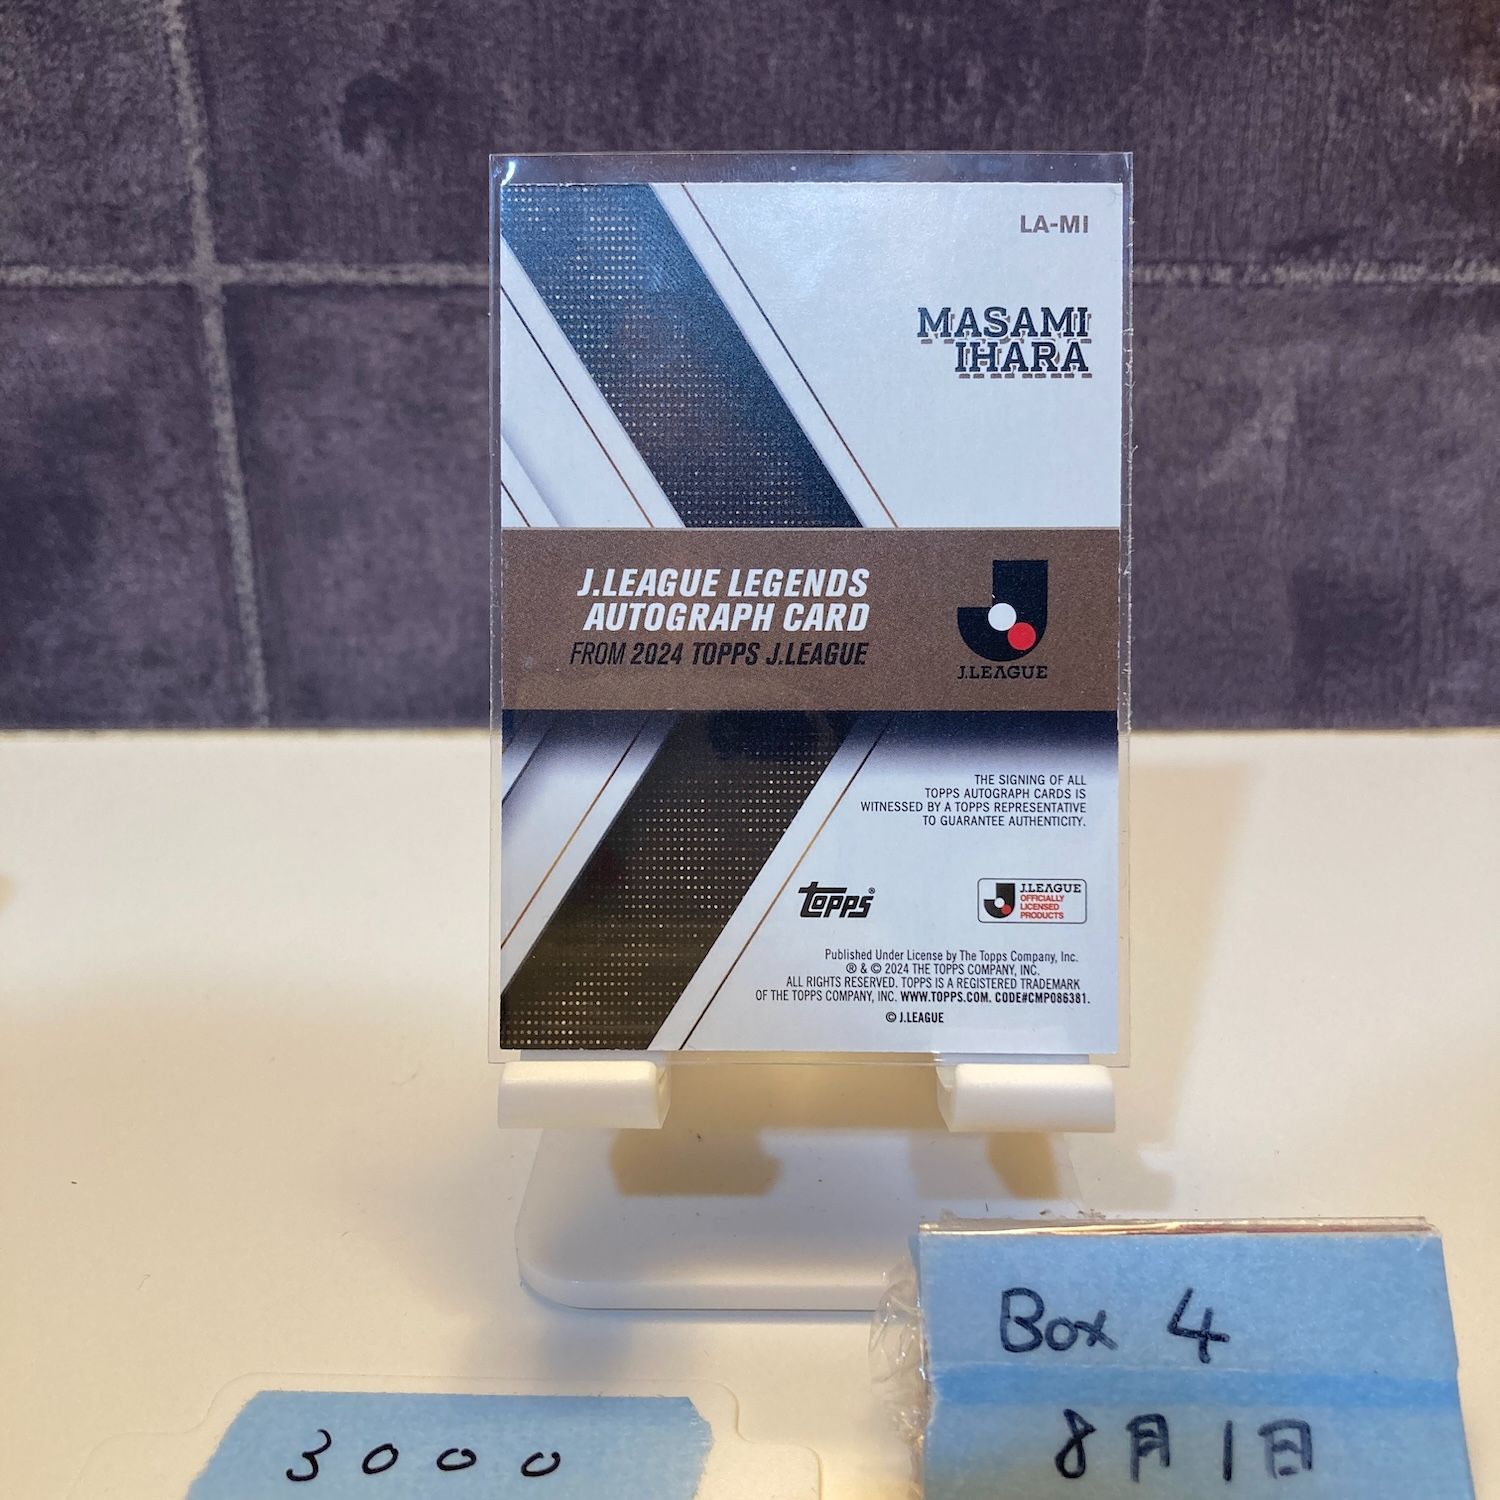 LA-MI
MASAMI
IHARA
J.LEAGUE LEGENDS
AUTOGRAPH CARD
FROM 2024 TOPPS J.LEAGUE
J.LEAGUE
THE SIGNING OF ALL
TOPPS AUTOGRAPH CARDS IS
WITNESSED BY A TOPPS REPRESENTATIVE
TO GUARANTEE AUTHENTICITY.
topps®
J.LEAGUE
OFFICIALLY
LICENSED
PRODUCTS
Published Under License by The Topps Company, Inc.
® & © 2024 THE TOPPS COMPANY, INC.
ALL RIGHTS RESERVED. TOPPS IS A REGISTERED TRADEMARK
OF THE TOPPS COMPANY, INC. WWW.TOPPS.COM. CODE#CMP086381.
© J.LEAGUE
Box 4
8月1日
3000